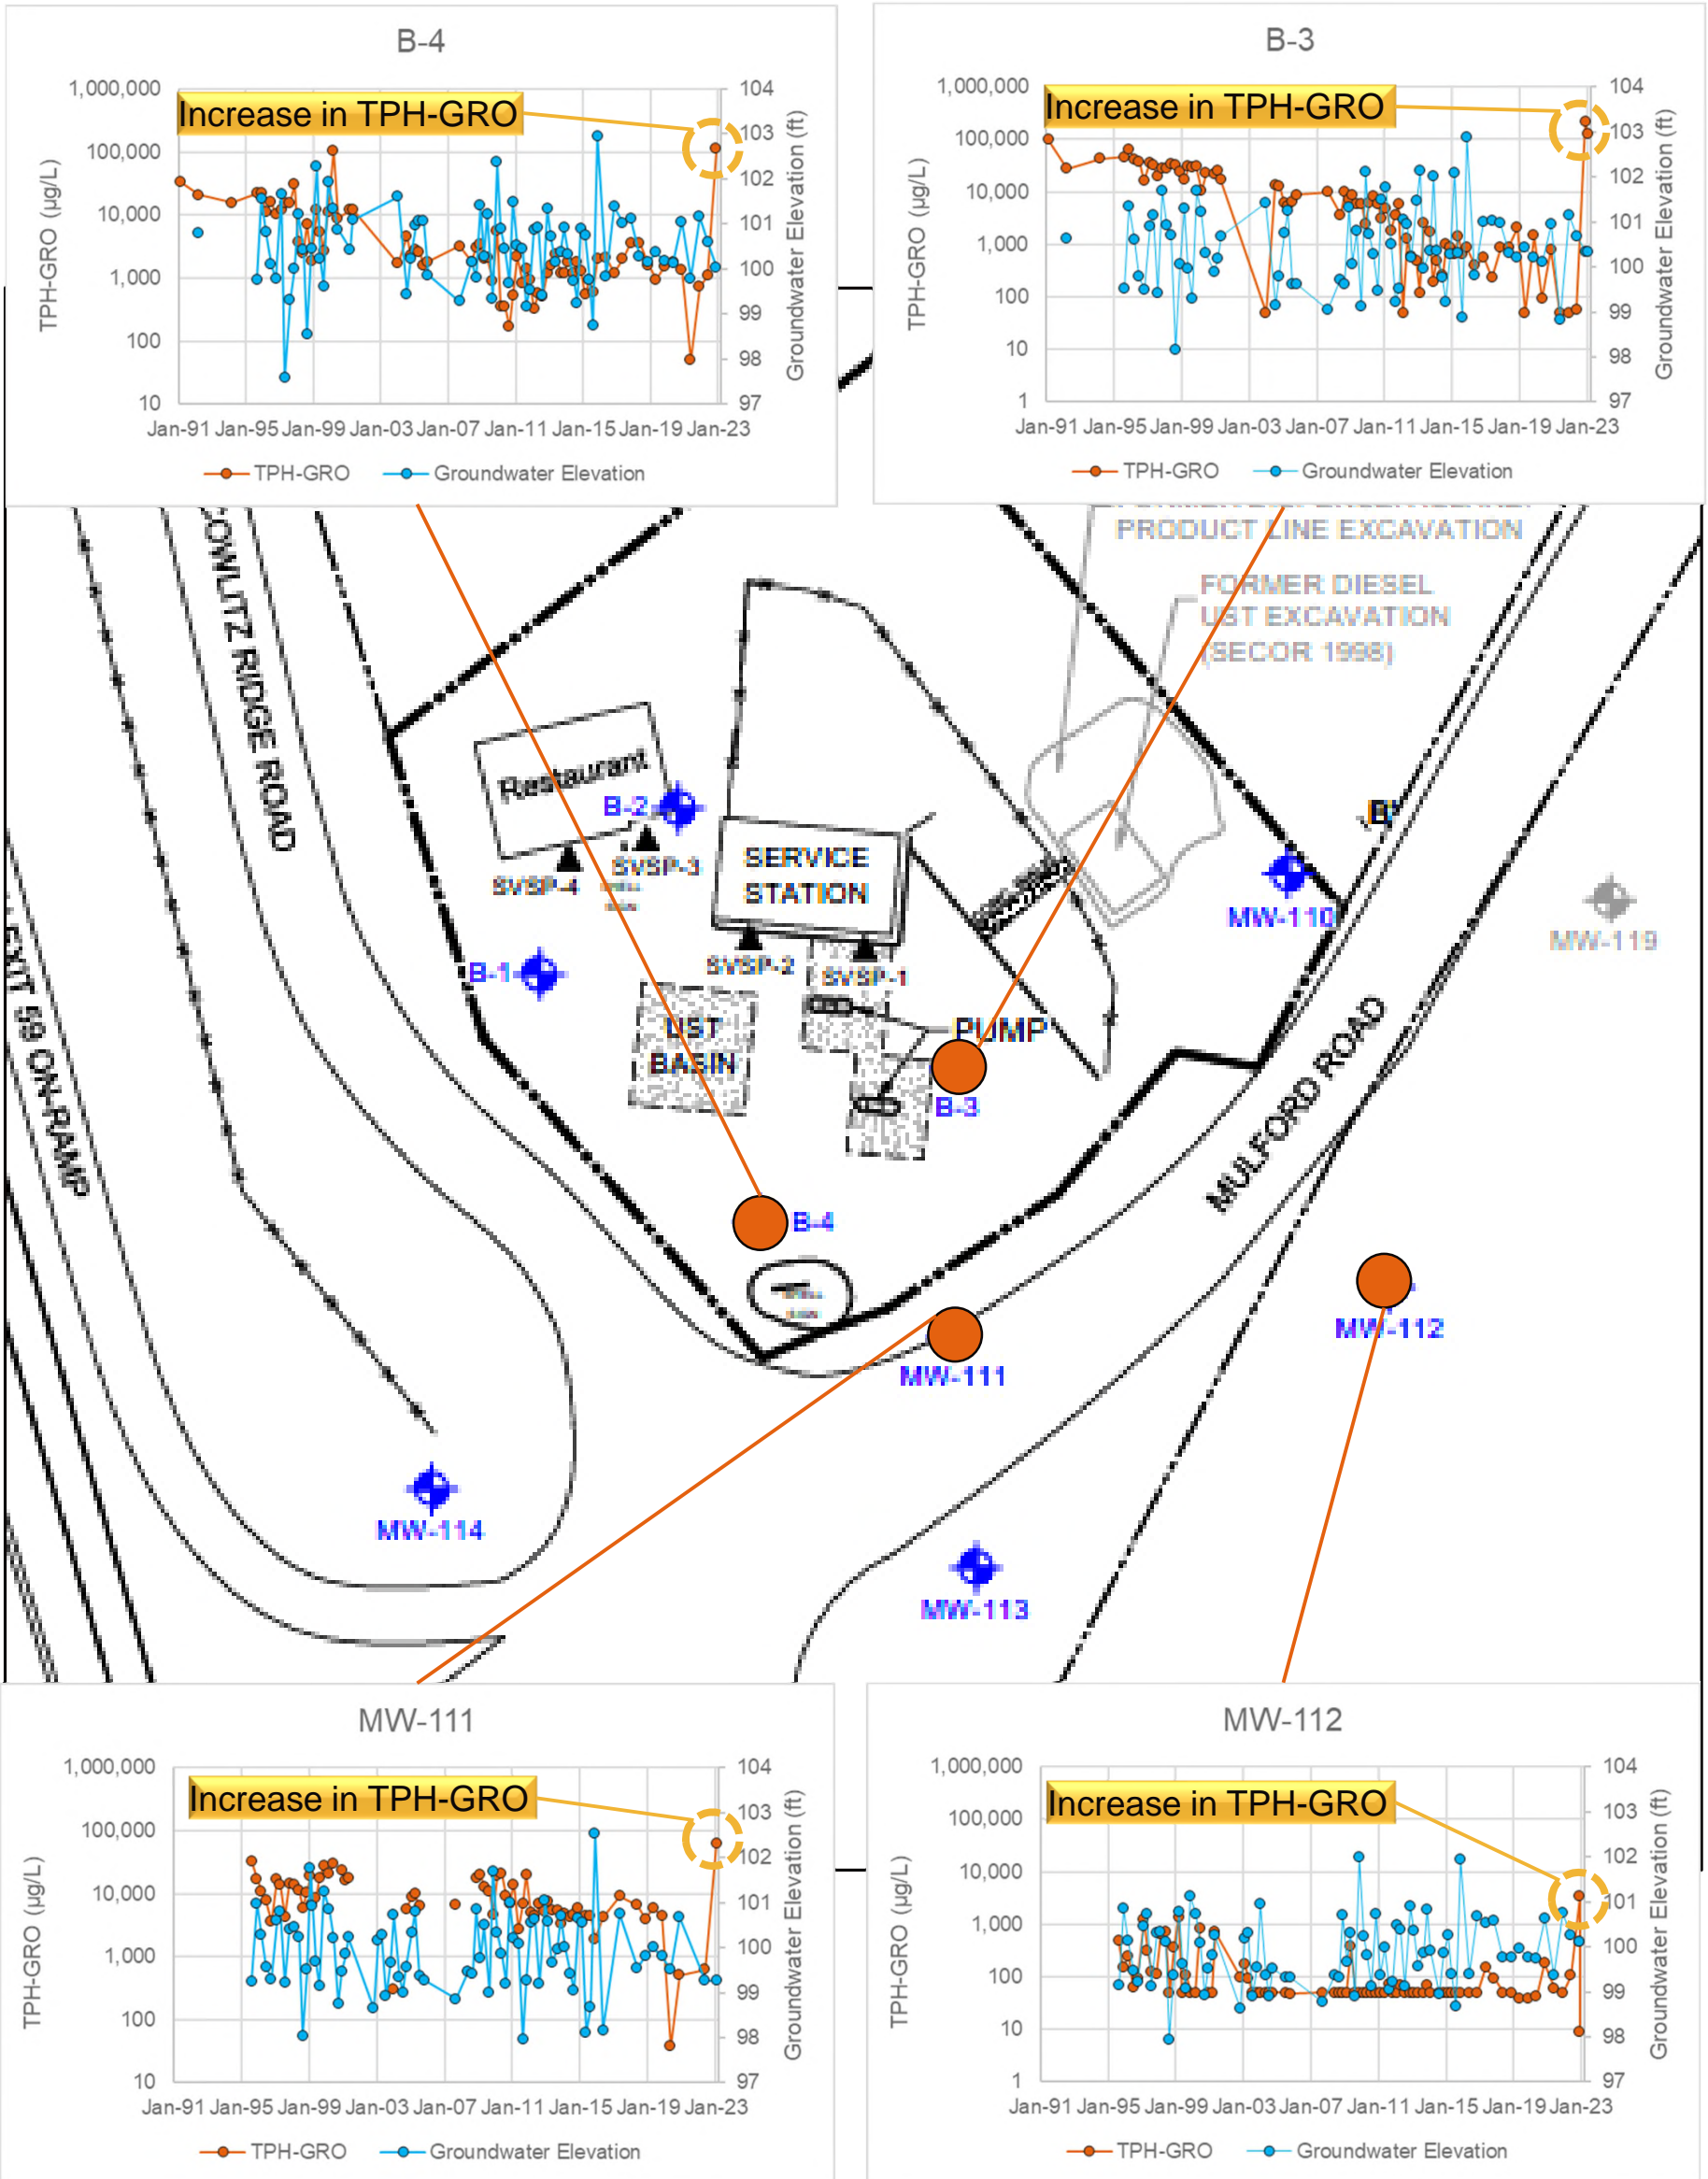 B-4
Increase in TPH-GRO
1,000,000
100,000
10,000
1,000
100
10
TPH-GRO (µg/L)
104
103
102
101
100
99
98
97
Groundwater Elevation (ft)
Jan-91 Jan-95 Jan-99 Jan-03 Jan-07 Jan-11 Jan-15 Jan-19 Jan-23
TPH-GRO Groundwater Elevation
B-3
Increase in TPH-GRO
1,000,000
100,000
10,000
1,000
100
10
1
TPH-GRO (µg/L)
104
103
102
101
100
99
98
97
Groundwater Elevation (ft)
Jan-91 Jan-95 Jan-99 Jan-03 Jan-07 Jan-11 Jan-15 Jan-19 Jan-23
TPH-GRO Groundwater Elevation
PRODUCT LINE EXCAVATION
FORMER DIESEL
UST EXCAVATION
(SECOR 1998)
COWLITZ RIDGE ROAD
EXIT 59 ON-RAMP
Restaurant
B-2
SVSP-3
SVSP-4
SERVICE
STATION
B'
MW-110
MW-119
B-1
SVSP-2
SVSP-1
UST
BASIN
PUMP
B-3
MULFORD ROAD
B-4
MW-111
MW-112
MW-114
MW-113
MW-111
Increase in TPH-GRO
1,000,000
100,000
10,000
1,000
100
10
TPH-GRO (µg/L)
104
103
102
101
100
99
98
97
Groundwater Elevation (ft)
Jan-91 Jan-95 Jan-99 Jan-03 Jan-07 Jan-11 Jan-15 Jan-19 Jan-23
TPH-GRO Groundwater Elevation
MW-112
Increase in TPH-GRO
1,000,000
100,000
10,000
1,000
100
10
1
TPH-GRO (µg/L)
104
103
102
101
100
99
98
97
Groundwater Elevation (ft)
Jan-91 Jan-95 Jan-99 Jan-03 Jan-07 Jan-11 Jan-15 Jan-19 Jan-23
TPH-GRO Groundwater Elevation